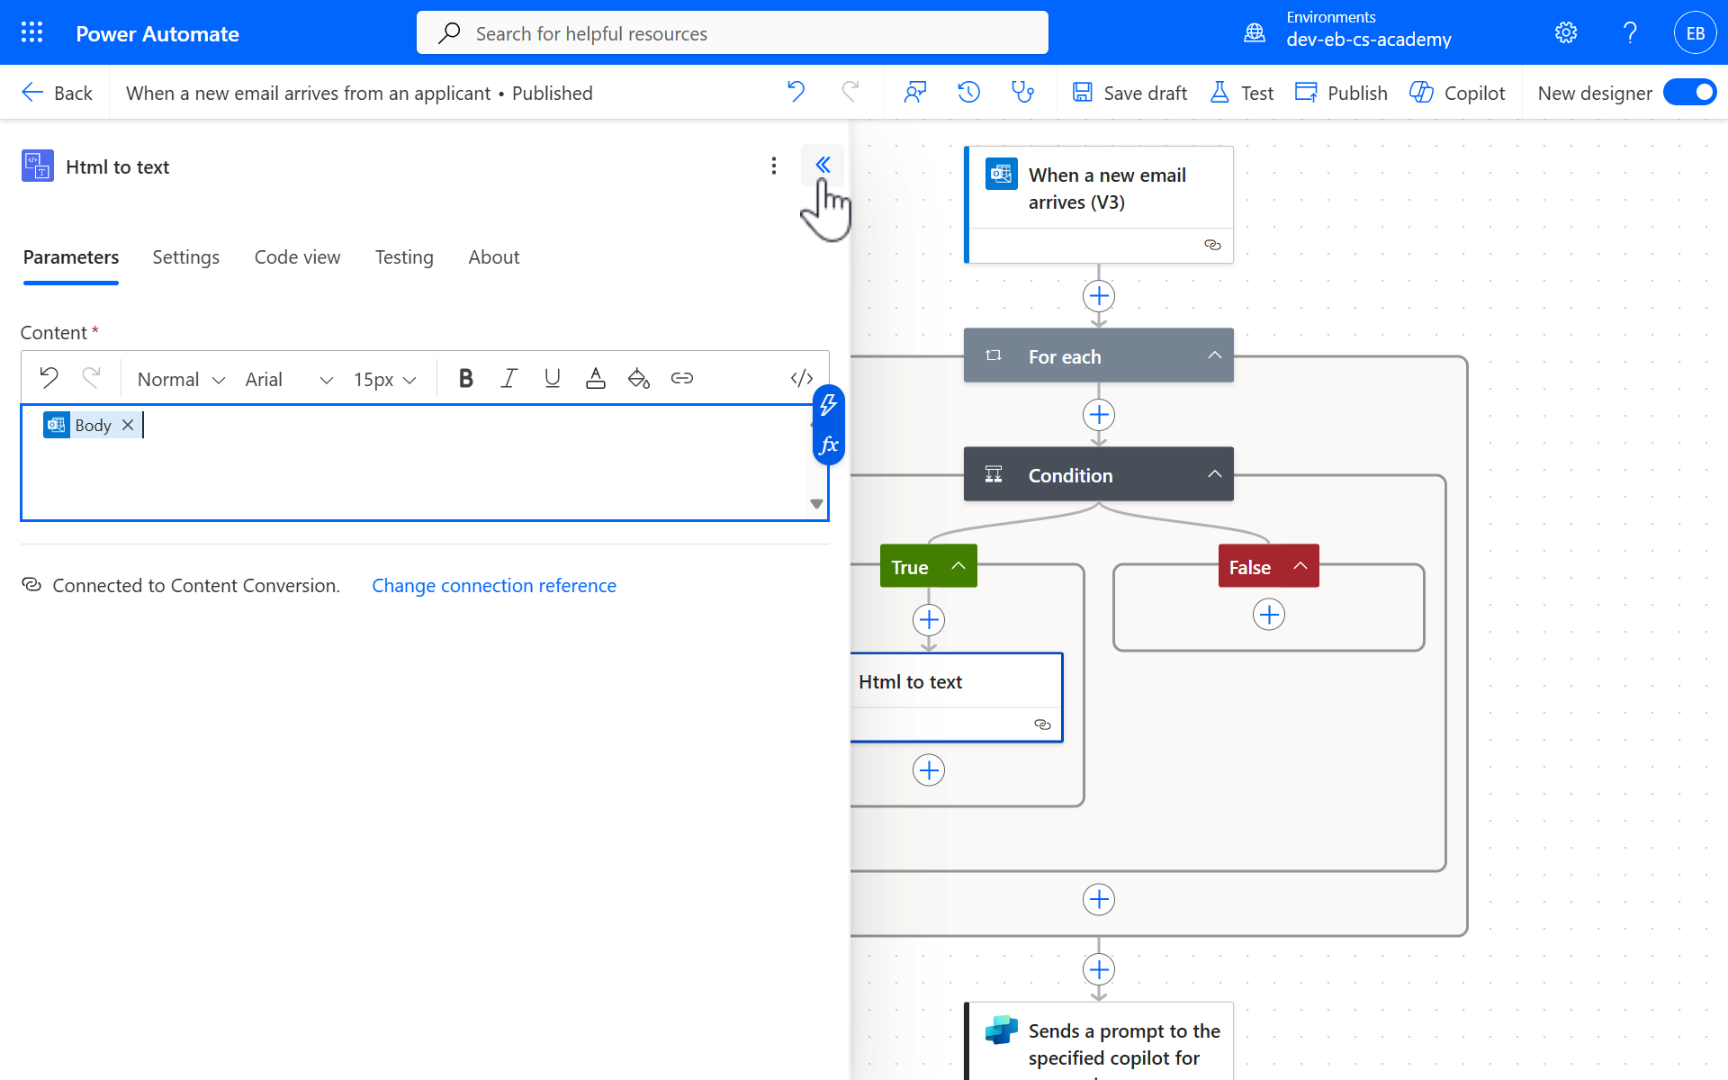 Power Automate
Search for helpful resources
Environments
dev-eb-cs-academy
EB
Back
When a new email arrives from an applicant • Published
Save draft
Test
Publish
Copilot
New designer
Html to text
Parameters
Settings
Code view
Testing
About
Content *
Normal
Arial
15px
B
I
U
A
</>
Body
fx
Connected to Content Conversion.
Change connection reference
When a new email
arrives (V3)
For each
Condition
True
False
Html to text
Sends a prompt to the
specified copilot for